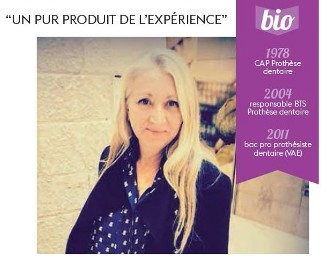 “UN PUR PRODUIT DE L’EXPÉRIENCE”
bio
1978
CAP Prothèse
dentaire
2004
responsable BTS
Prothèse dentaire
2011
bac pro prothésiste
dentaire (VAE)